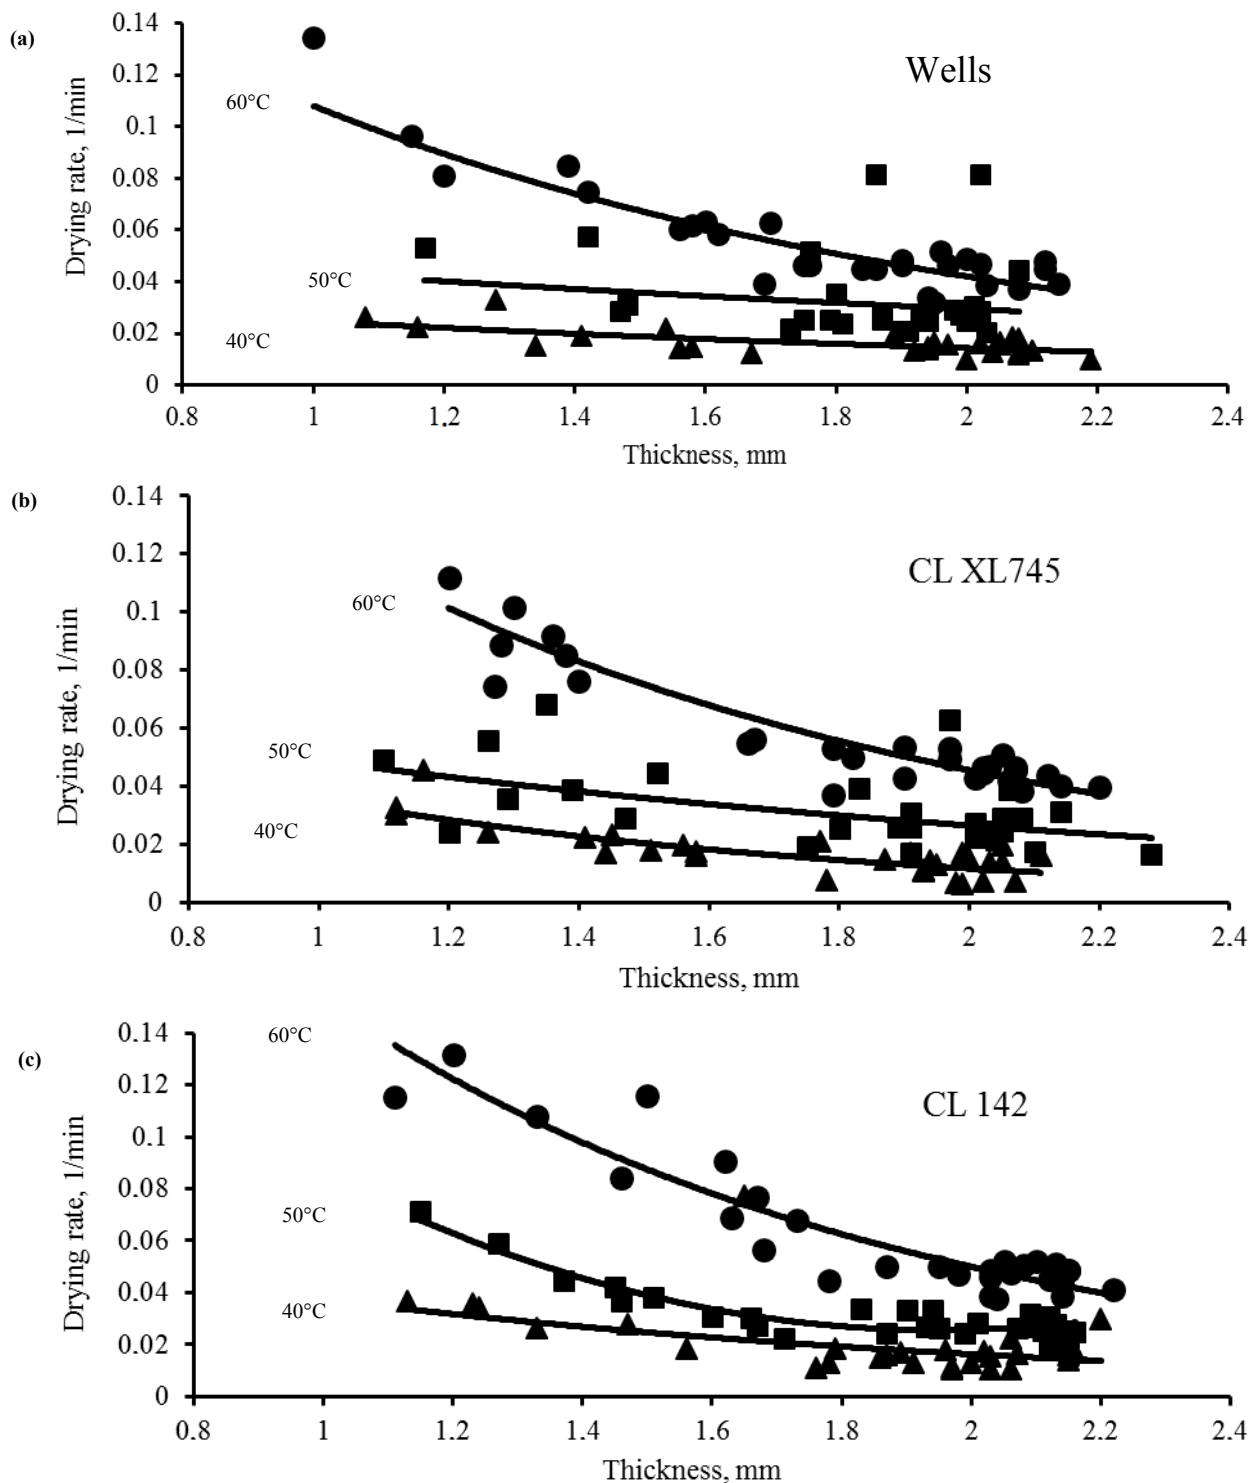 (a)
Wells
Drying rate, 1/min
0.14
0.12
0.1
0.08
0.06
0.04
0.02
0
60°C
50°C
40°C
0.8 1 1.2 1.4 1.6 1.8 2 2.2 2.4
Thickness, mm
(b)
CL XL745
Drying rate, 1/min
0.14
0.12
0.1
0.08
0.06
0.04
0.02
0
60°C
50°C
40°C
0.8 1 1.2 1.4 1.6 1.8 2 2.2 2.4
Thickness, mm
(c)
CL 142
Drying rate, 1/min
0.14
0.12
0.1
0.08
0.06
0.04
0.02
0
60°C
50°C
40°C
0.8 1 1.2 1.4 1.6 1.8 2 2.2 2.4
Thickness, mm